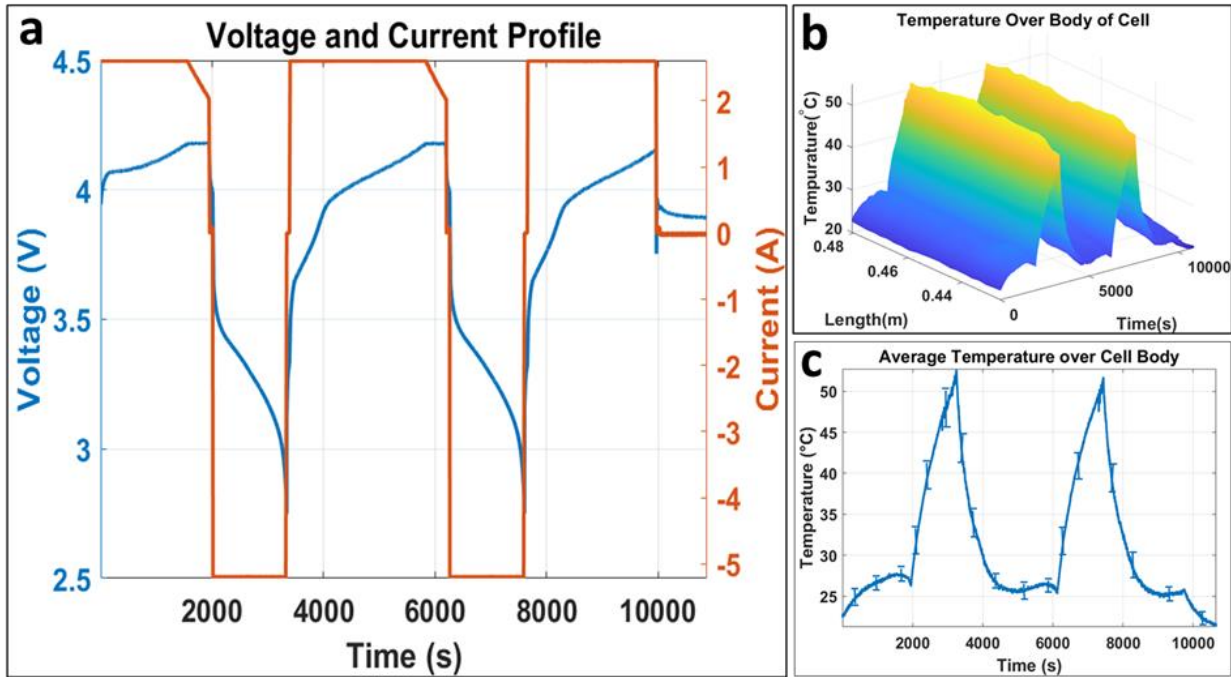 a
Voltage and Current Profile
4.5
4
3.5
3
2.5
Voltage (V)
2
1
0
-1
-2
-3
-4
-5
Current (A)
2000 4000 6000 8000 10000
Time (s)
b
Temperature Over Body of Cell
50
40
30
20
Tempurature(°C)
0.48
0.46
0.44
Length(m)
0
5000
10000
Time(s)
c
Average Temperature over Cell Body
50
45
40
35
30
25
Temperature (°C)
2000 4000 6000 8000 10000
Time (s)